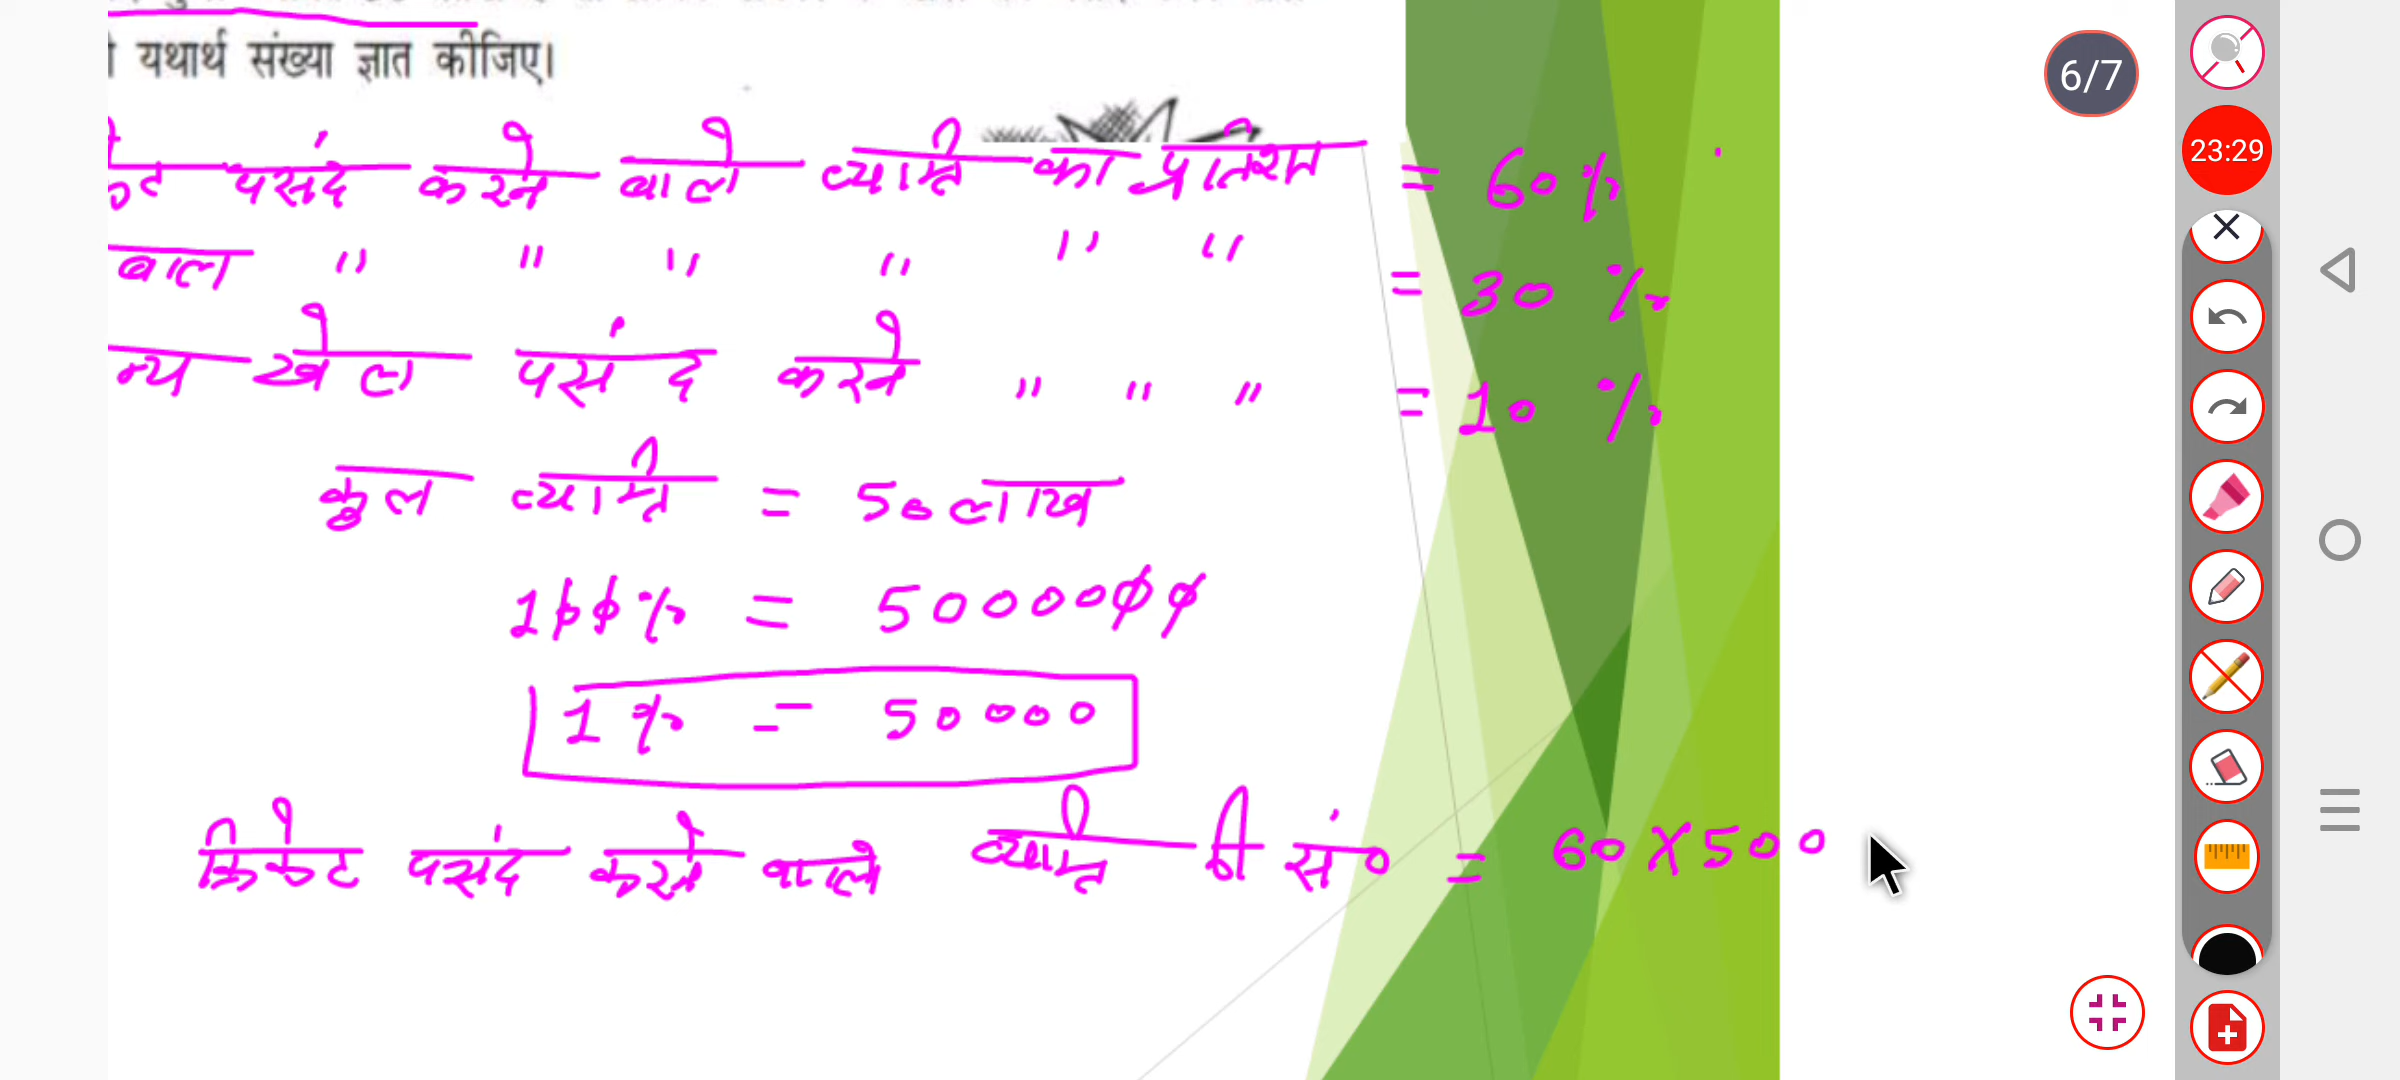 यथार्थ संख्या ज्ञात कीजिए।
6/7
23:29
पसंद करने वाले व्यक्ति का प्रतिशत = 60%
बाल " " " " " " = 30 %
न्य खेल पसंद करने " " " = 10 %
कुल व्यक्ति = 50 लाख
100% = 5000000
1% = 50000
क्रिकेट पसंद करने वाले व्यक्ति की सं० = 60 X 500